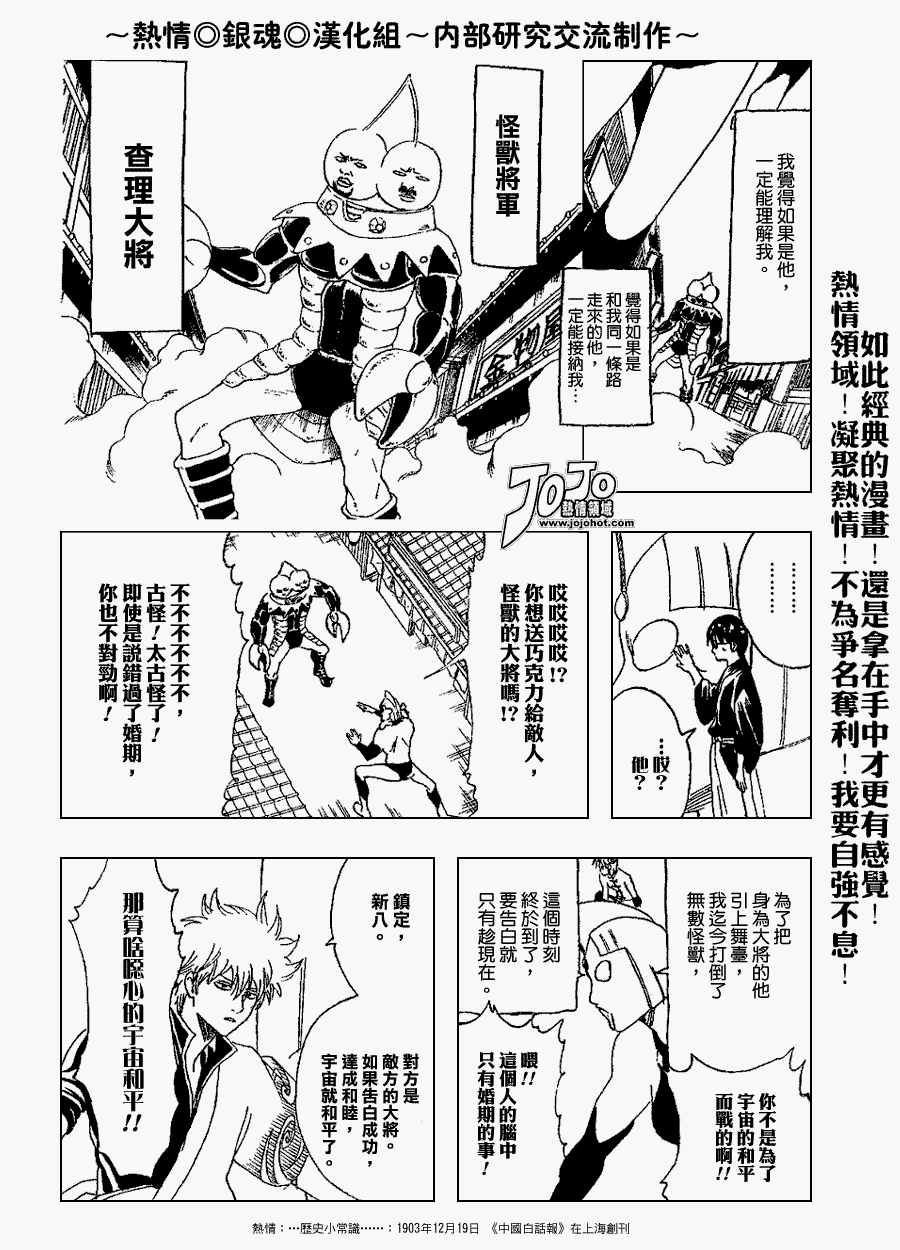 ～熱情◎銀魂◎漢化組～内部研究交流制作～
我覺得如果是他，
一定能理解我。
覺得如果是
和我同一條路
走來的他，
一定能接納我…
怪獸將軍
查理大將
金物屋
JOJO
熱情領域
www.jojohot.com
如此經典的漫畫！還是拿在手中才更有感覺！
熱情領域！凝聚熱情！不為爭名奪利！我要自強不息！
………
………
…哎？
他？
哎哎哎哎!?
你想送巧克力給敵人，
怪獸的大將嗎!?
不不不不不不，
古怪！太古怪了！
即使是説錯過了婚期，
你也不對勁啊！
為了把
身為大將的他
引上舞臺，
我迄今打倒了
無數怪獸，
這個時刻
終於到了，
要告白就
只有趁現在。
你不是為了
宇宙的和平
而戰的啊!!
喂!!
這個人的腦中
只有婚期的事！
鎮定，
新八。
對方是
敵方的大將。
如果告白成功，
達成和睦，
宇宙就和平了。
那算啥噁心的宇宙和平!!
熱情：…歷史小常識……：1903年12月19日 《中國白話報》在上海創刊